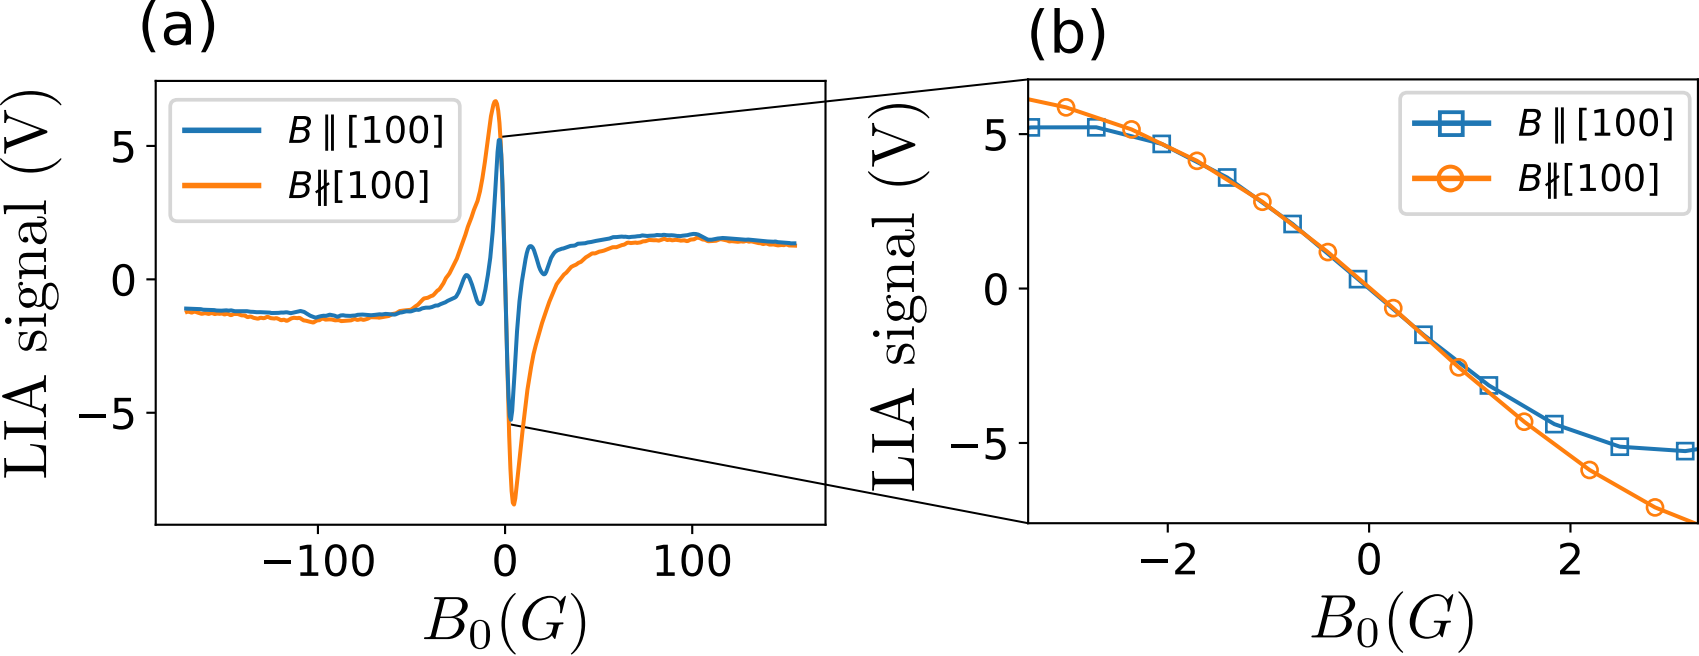 (a)
LIA signal (V)
5
0
−5
B ∥ [100]
B∦[100]
−100
0
100
B₀(G)
(b)
LIA signal (V)
5
0
−5
B ∥ [100]
B∦[100]
−2
0
2
B₀(G)